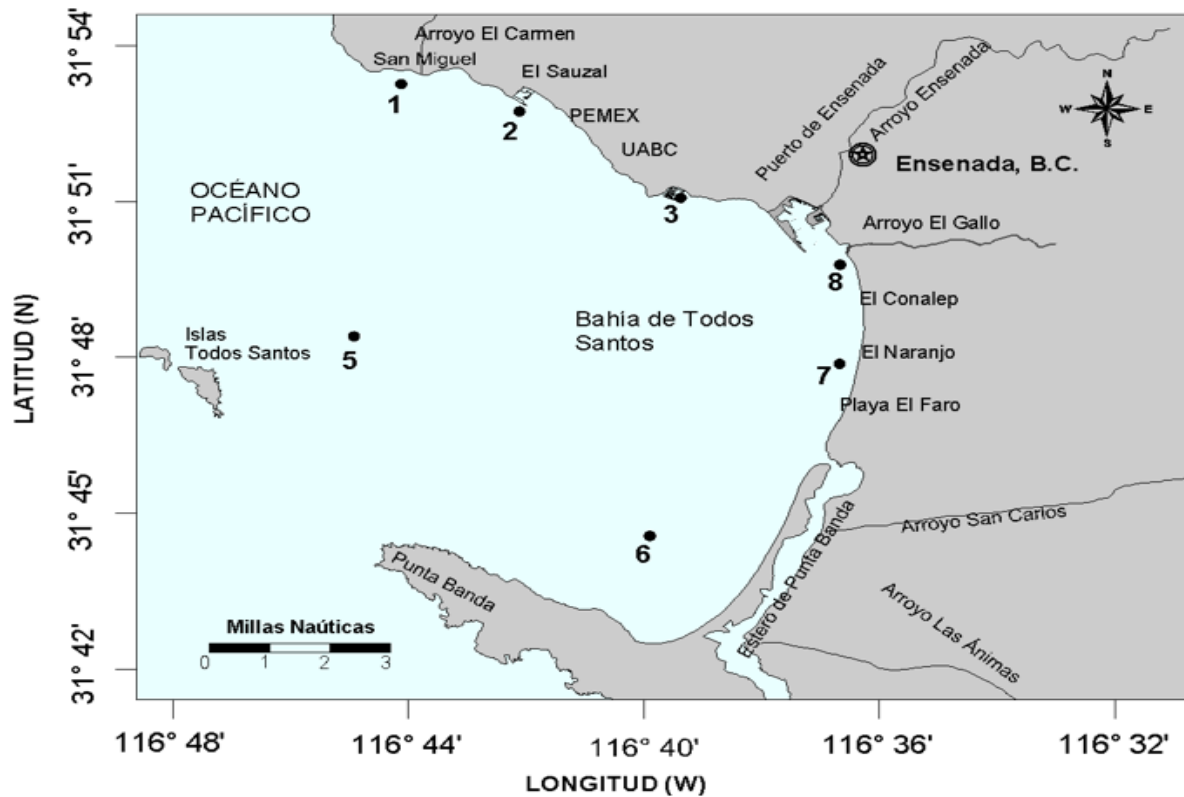 31° 54'
31° 51'
31° 48'
31° 45'
31° 42'
LATITUD (N)
Arroyo El Carmen
San Miguel
El Sauzal
PEMEX
UABC
Puerto de Ensenada
Arroyo Ensenada
N
W
E
S
Ensenada, B.C.
OCÉANO
PACÍFICO
1
2
3
Arroyo El Gallo
8
El Conalep
Bahía de Todos
Santos
Islas
Todos Santos
5
El Naranjo
7
Playa El Faro
6
Arroyo San Carlos
Punta Banda
Estero de Punta Banda
Arroyo Las Ánimas
Millas Naúticas
0 1 2 3
116° 48' 116° 44' 116° 40' 116° 36' 116° 32'
LONGITUD (W)